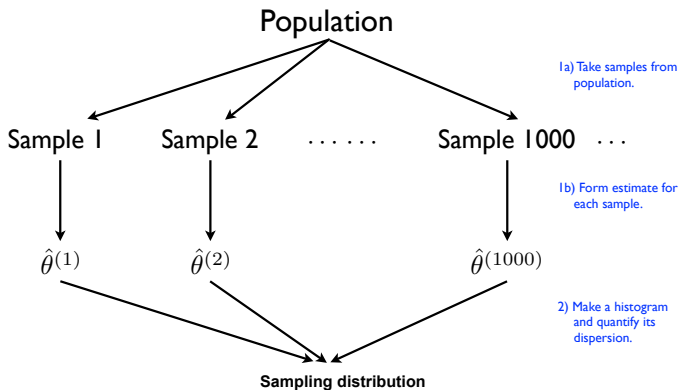 Population
1a) Take samples from
population.
Sample 1 Sample 2 ...... Sample 1000 ...
1b) Form estimate for
each sample.
θ̂^(1) θ̂^(2) θ̂^(1000)
2) Make a histogram
and quantify its
dispersion.
Sampling distribution